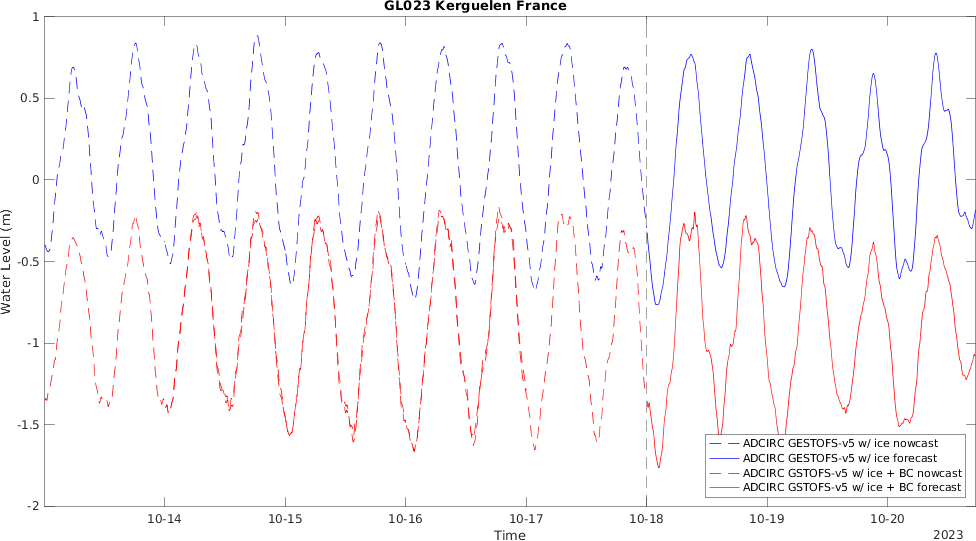 GL023 Kerguelen France
1
0.5
0
-0.5
-1
-1.5
-2
Water Level (m)
ADCIRC GESTOFS-v5 w/ ice nowcast
ADCIRC GESTOFS-v5 w/ ice forecast
ADCIRC GSTOFS-v5 w/ ice + BC nowcast
ADCIRC GSTOFS-v5 w/ ice + BC forecast
10-14
10-15
10-16
10-17
10-18
10-19
10-20
Time
2023